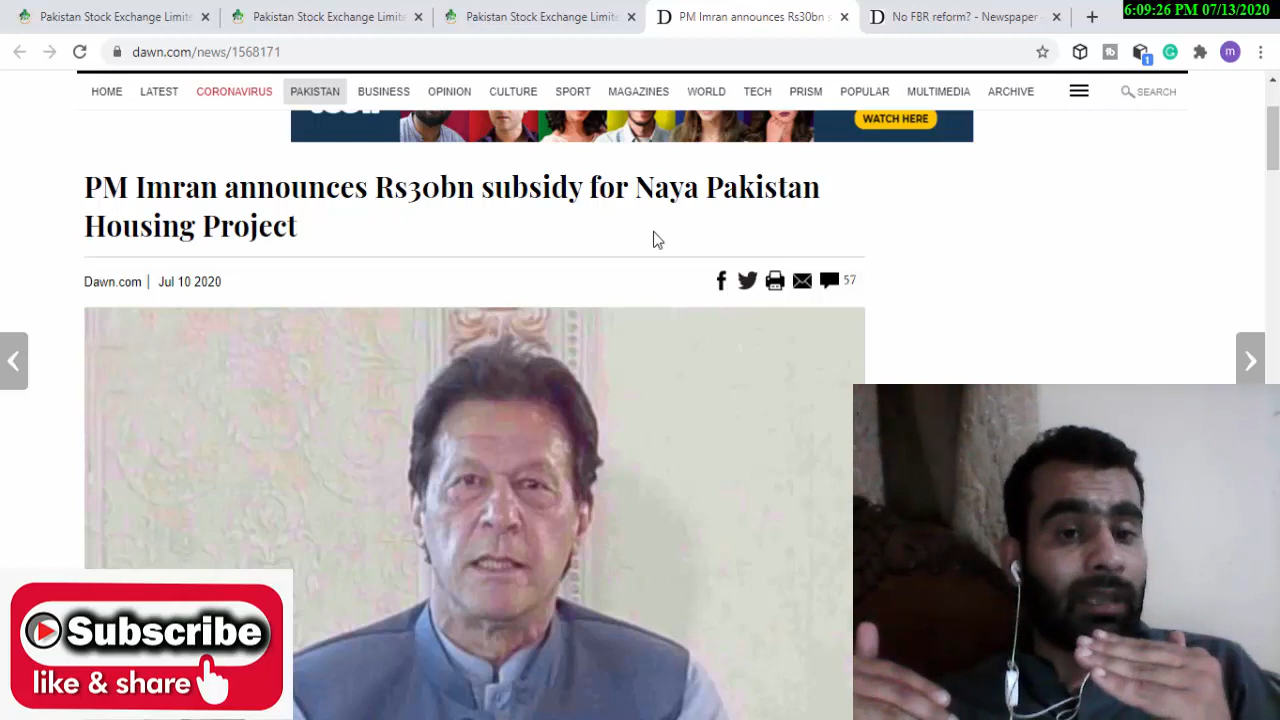 Pakistan Stock Exchange Limite
Pakistan Stock Exchange Limite
Pakistan Stock Exchange Limite
PM Imran announces Rs30bn s
No FBR reform? - Newspaper -
6:09:26 PM 07/13/2020
dawn.com/news/1568171
tb
1
m
HOME LATEST CORONAVIRUS PAKISTAN BUSINESS OPINION CULTURE SPORT MAGAZINES WORLD TECH PRISM POPULAR MULTIMEDIA ARCHIVE SEARCH
WATCH HERE
PM Imran announces Rs30bn subsidy for Naya Pakistan
Housing Project
Dawn.com | Jul 10 2020
57
Subscribe
like & share